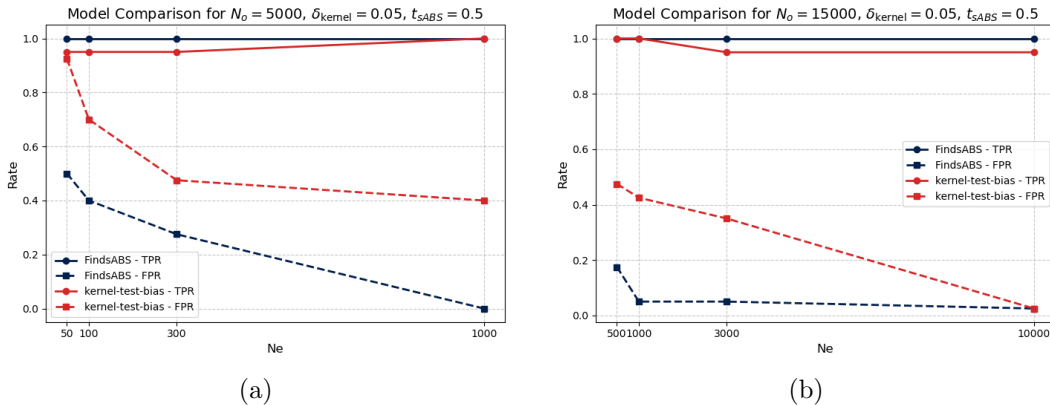 Model Comparison for N_o = 5000, δ_kernel = 0.05, t_sABS = 0.5
Rate
1.0
0.8
0.6
0.4
0.2
0.0
FindsABS - TPR
FindsABS - FPR
kernel-test-bias - TPR
kernel-test-bias - FPR
50 100 300 1000
Ne
(a)
Model Comparison for N_o = 15000, δ_kernel = 0.05, t_sABS = 0.5
Rate
1.0
0.8
0.6
0.4
0.2
0.0
FindsABS - TPR
FindsABS - FPR
kernel-test-bias - TPR
kernel-test-bias - FPR
500 1000 3000 10000
Ne
(b)